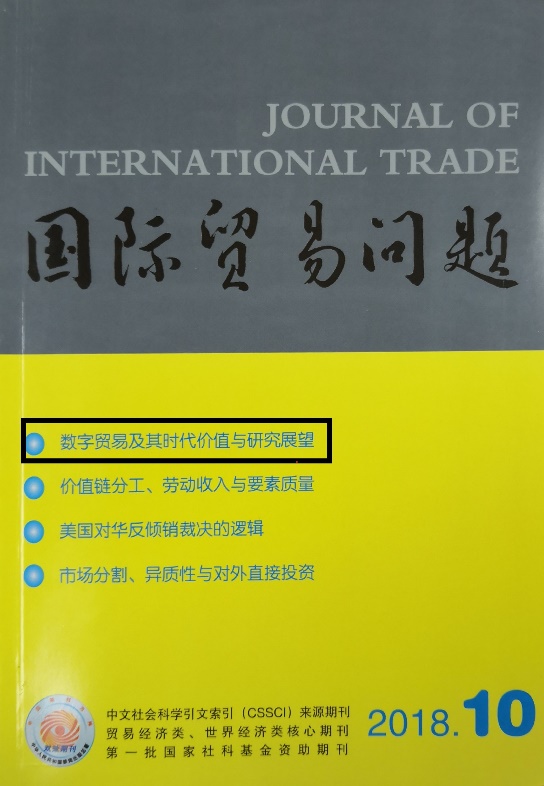 JOURNAL OF
INTERNATIONAL TRADE
国际贸易问题
数字贸易及其时代价值与研究展望
价值链分工、劳动收入与要素质量
美国对华反倾销裁决的逻辑
市场分割、异质性与对外直接投资
中文社会科学引文索引（CSSCI）来源期刊
贸易经济类、世界经济类核心期刊
第一批国家社科基金资助期刊
2018.10